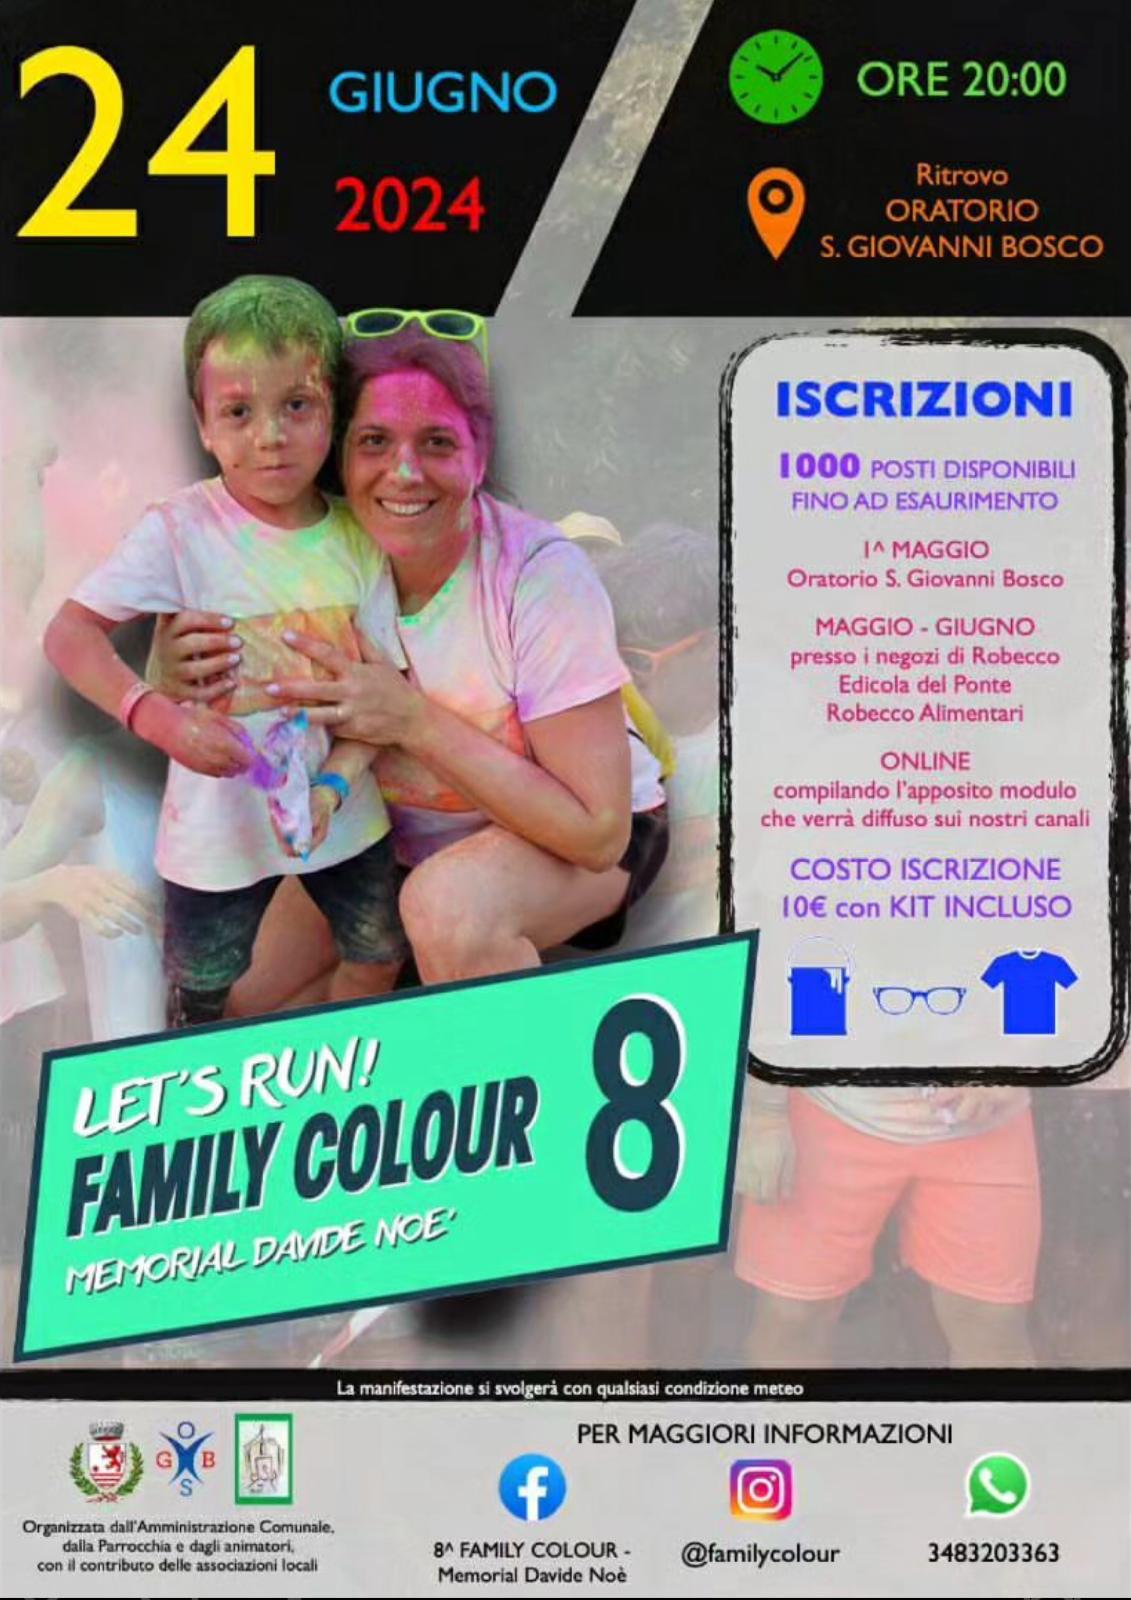 24
GIUGNO
2024
ORE 20:00
Ritrovo
ORATORIO
S. GIOVANNI BOSCO
ISCRIZIONI
1000 POSTI DISPONIBILI
FINO AD ESAURIMENTO
1^ MAGGIO
Oratorio S. Giovanni Bosco
MAGGIO - GIUGNO
presso i negozi di Robecco
Edicola del Ponte
Robecco Alimentari
ONLINE
compilando l'apposito modulo
che verrà diffuso sui nostri canali
COSTO ISCRIZIONE
10€ con KIT INCLUSO
LET'S RUN!
FAMILY COLOUR 8
MEMORIAL DAVIDE NOE'
La manifestazione si svolgerà con qualsiasi condizione meteo
O
G B
S
Organizzata dall'Amministrazione Comunale,
dalla Parrocchia e dagli animatori,
con il contributo delle associazioni locali
PER MAGGIORI INFORMAZIONI
8^ FAMILY COLOUR -
Memorial Davide Noè
@familycolour
3483203363